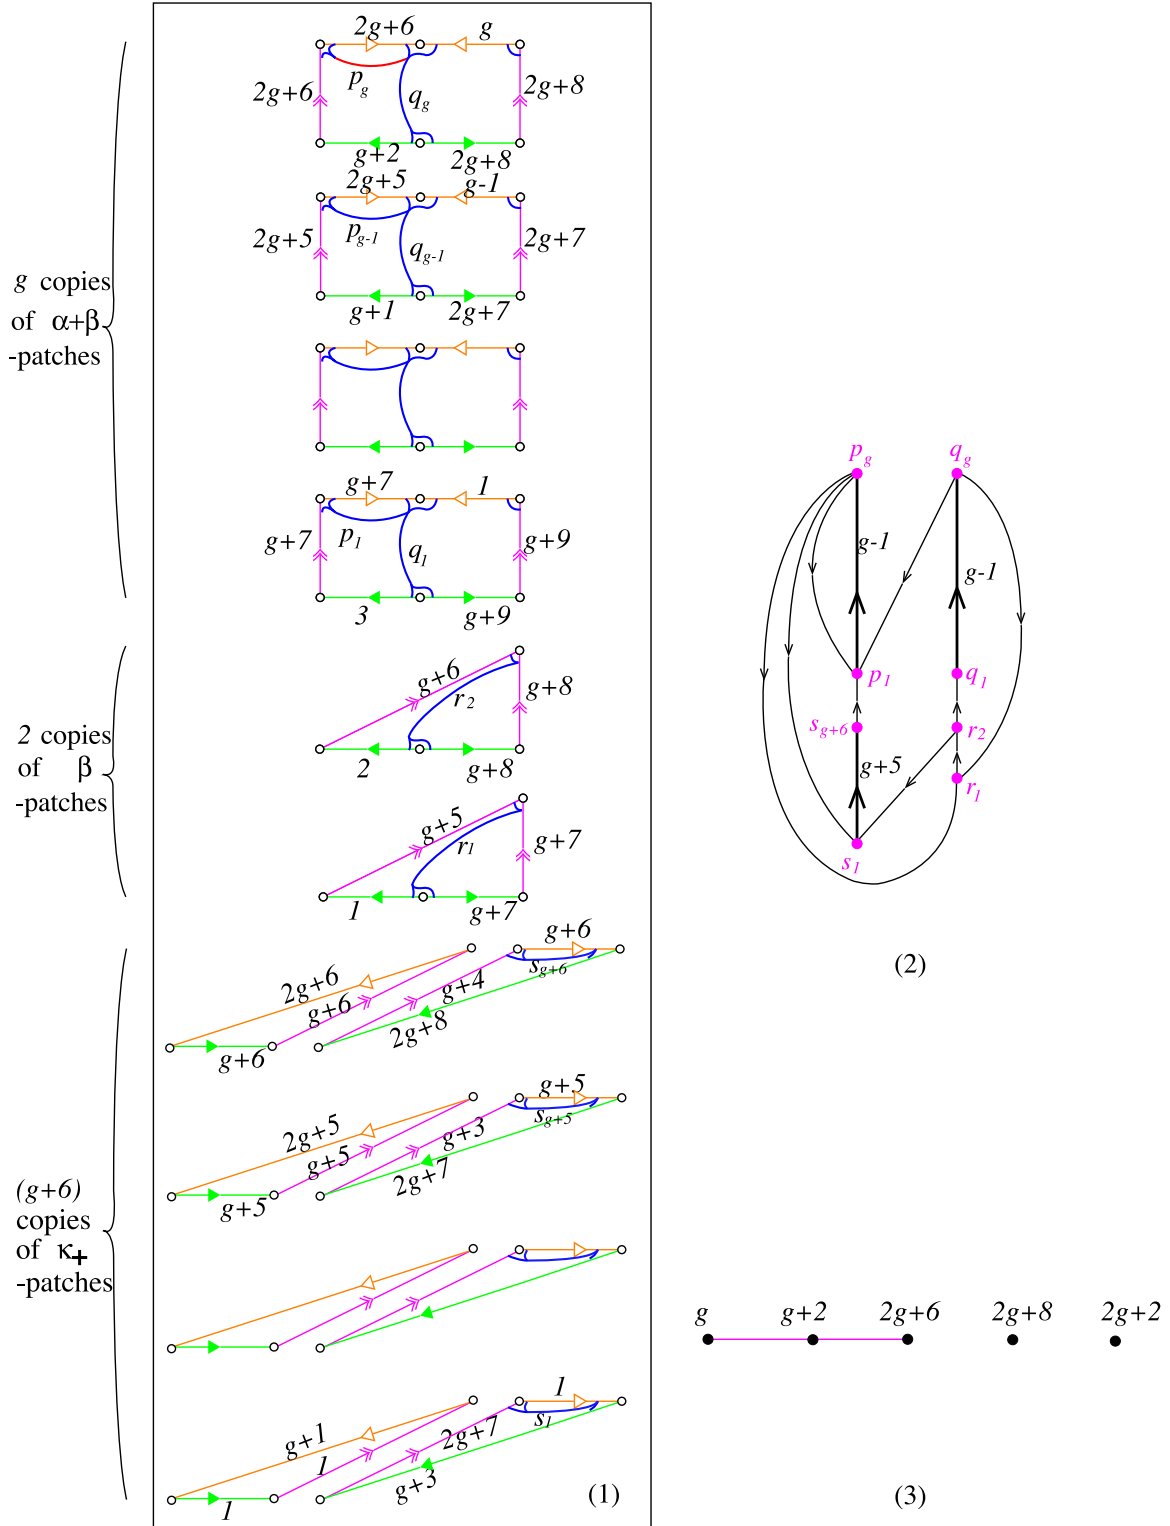 2g+6
g
2g+6
p_g
q_g
2g+8
g+2
2g+8
2g+5
g-1
2g+5
p_{g-1}
q_{g-1}
2g+7
g+1
2g+7
g copies
of α+β
-patches
g+7
1
g+7
p_1
q_1
g+9
3
g+9
g+6
r_2
g+8
2
g+8
2 copies
of β
-patches
g+5
r_1
g+7
1
g+7
g+6
s_{g+6}
2g+6
g+6
g+4
2g+8
g+6
g+5
s_{g+5}
2g+5
g+5
g+3
2g+7
g+5
(g+6)
copies
of κ_+
-patches
1
s_1
g+1
1
2g+7
g+3
1
(1)
p_g
q_g
g-1
g-1
p_1
q_1
s_{g+6}
r_2
g+5
r_1
s_1
(2)
g
g+2
2g+6
2g+8
2g+2
(3)